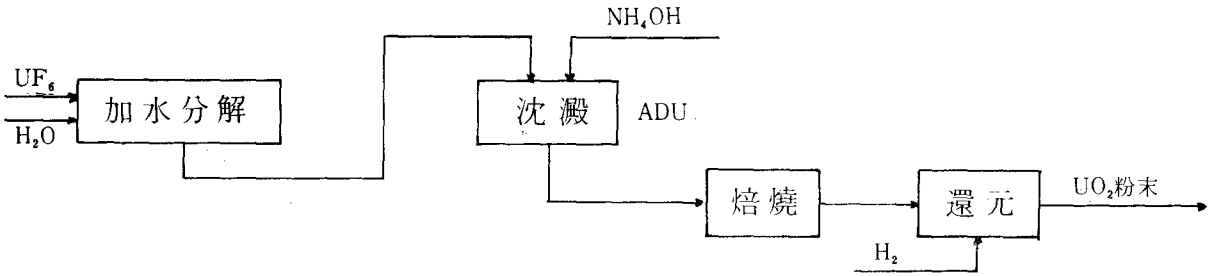 NH₄OH
UF₆
H₂O
加水分解
沈澱
ADU
焙燒
還元
H₂
UO₂粉末